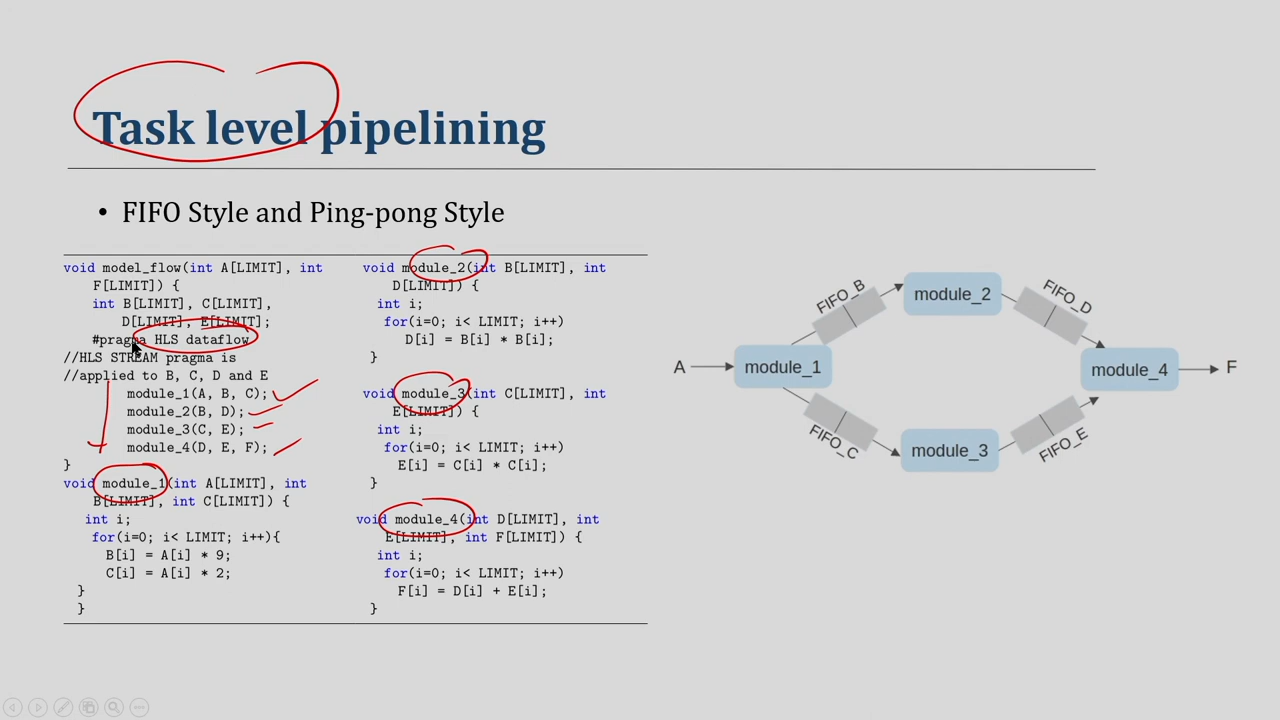 Task level pipelining
• FIFO Style and Ping-pong Style
void model_flow(int A[LIMIT], int
F[LIMIT]) {
int B[LIMIT], C[LIMIT],
D[LIMIT], E[LIMIT];
#pragma HLS dataflow
//HLS STREAM pragma is
//applied to B, C, D and E
module_1(A, B, C);
module_2(B, D);
module_3(C, E);
module_4(D, E, F);
}
void module_1(int A[LIMIT], int
B[LIMIT], int C[LIMIT]) {
int i;
for(i=0; i< LIMIT; i++){
B[i] = A[i] * 9;
C[i] = A[i] * 2;
}
}
void module_2(int B[LIMIT], int
D[LIMIT]) {
int i;
for(i=0; i< LIMIT; i++)
D[i] = B[i] * B[i];
}
void module_3(int C[LIMIT], int
E[LIMIT]) {
int i;
for(i=0; i< LIMIT; i++)
E[i] = C[i] * C[i];
}
void module_4(int D[LIMIT], int
E[LIMIT], int F[LIMIT]) {
int i;
for(i=0; i< LIMIT; i++)
F[i] = D[i] + E[i];
}
A
module_1
FIFO_B
module_2
FIFO_D
FIFO_C
module_3
FIFO_E
module_4
F